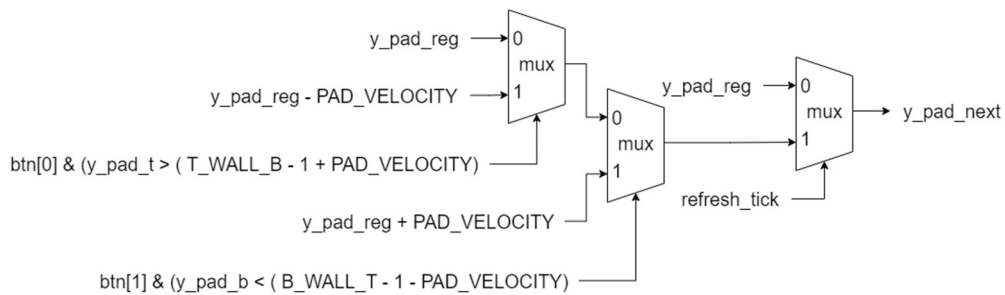 y_pad_reg
0
mux
y_pad_reg - PAD_VELOCITY
1
btn[0] & (y_pad_t > ( T_WALL_B - 1 + PAD_VELOCITY)
0
mux
1
y_pad_reg + PAD_VELOCITY
btn[1] & (y_pad_b < ( B_WALL_T - 1 - PAD_VELOCITY)
y_pad_reg
0
mux
1
y_pad_next
refresh_tick